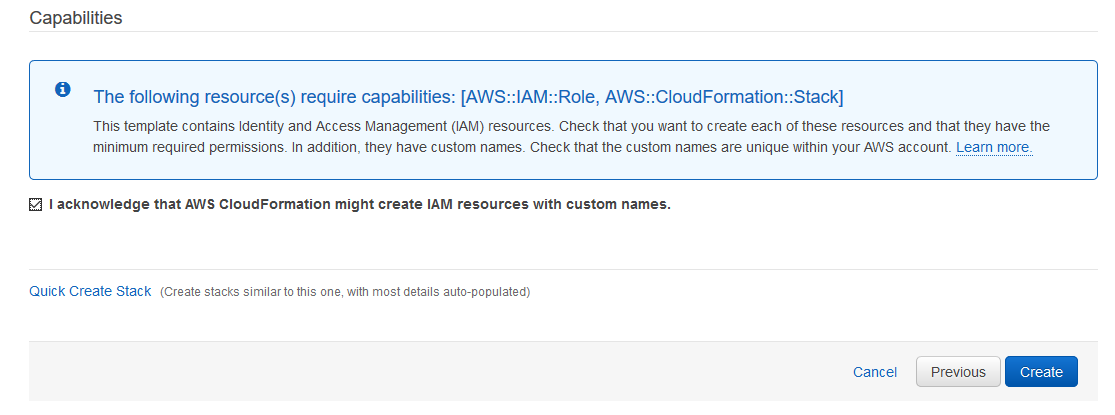 Capabilities
The following resource(s) require capabilities: [AWS::IAM::Role, AWS::CloudFormation::Stack]
This template contains Identity and Access Management (IAM) resources. Check that you want to create each of these resources and that they have the
minimum required permissions. In addition, they have custom names. Check that the custom names are unique within your AWS account. Learn more.
I acknowledge that AWS CloudFormation might create IAM resources with custom names.
Quick Create Stack (Create stacks similar to this one, with most details auto-populated)
Cancel Previous Create